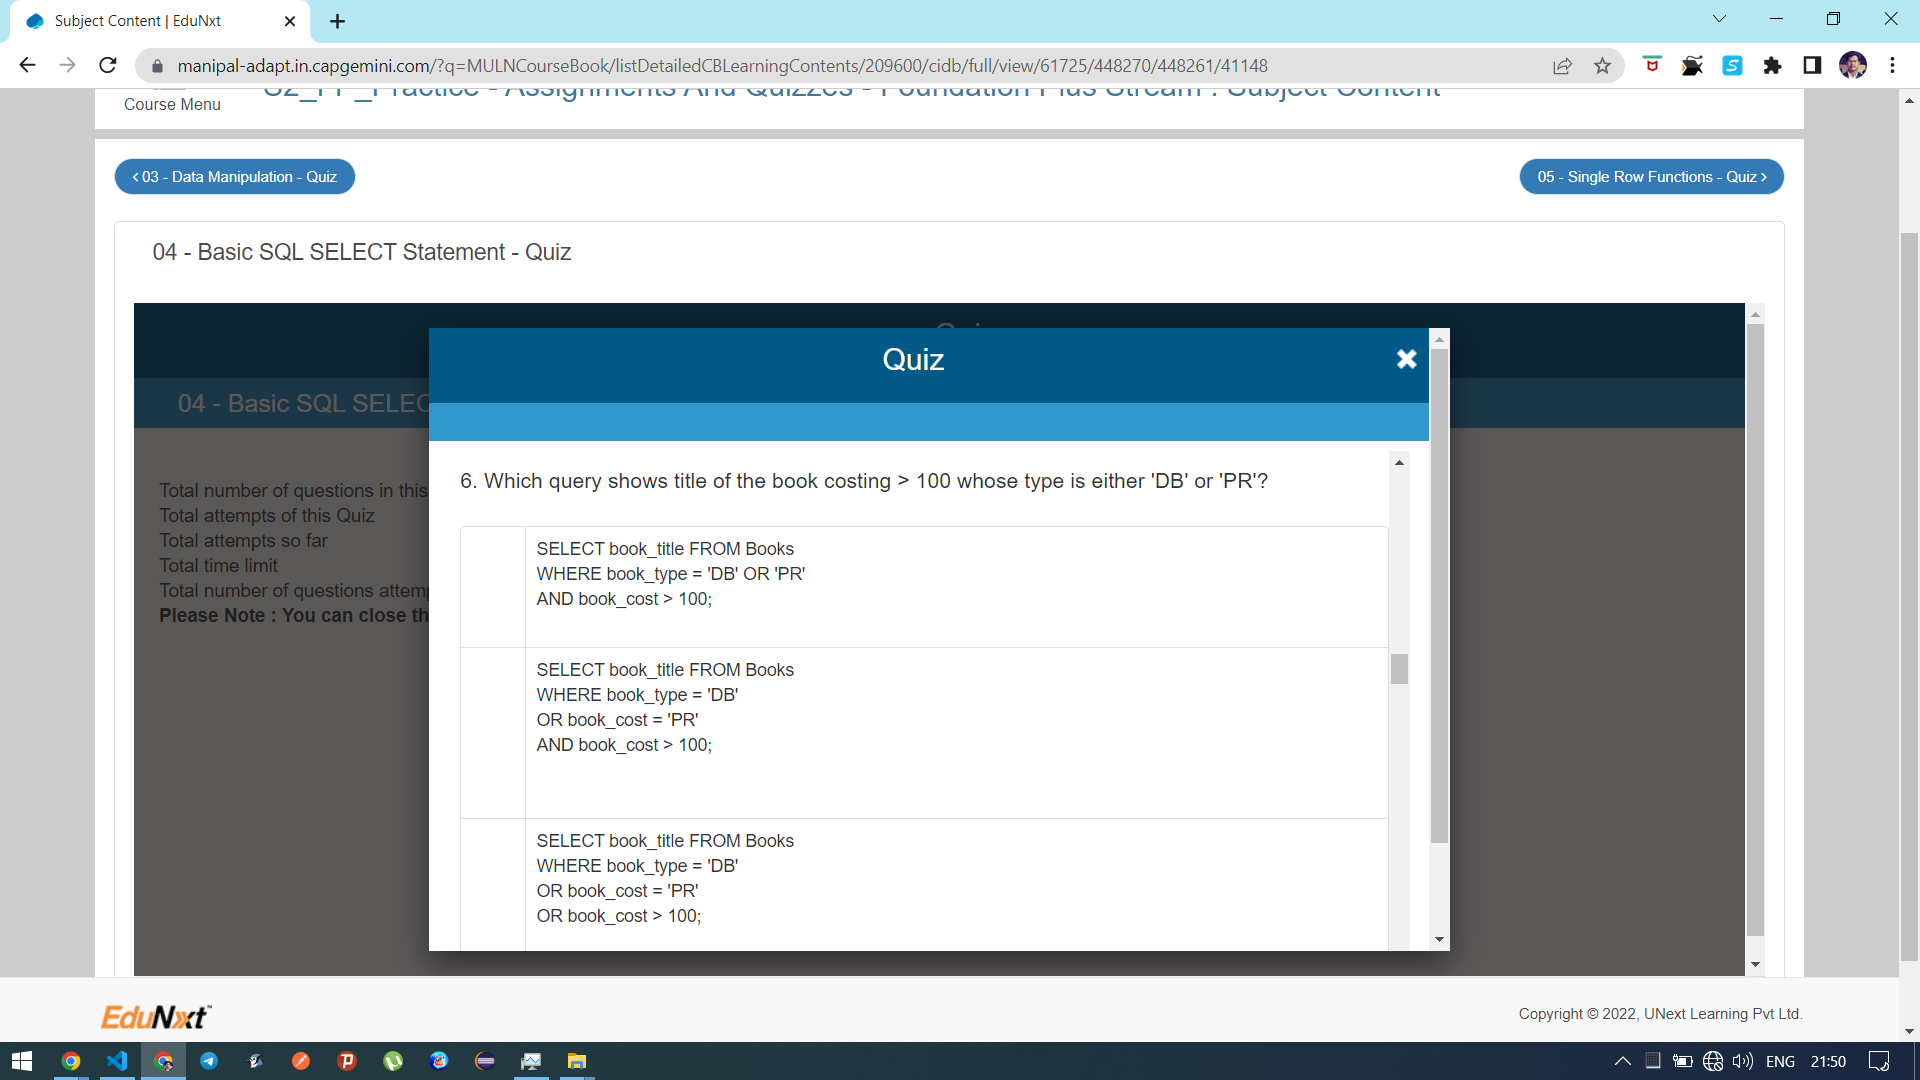 Subject Content | EduNxt
manipal-adapt.in.capgemini.com/?q=MULNCourseBook/listDetailedCBLearningContents/209600/cidb/full/view/61725/448270/448261/41148
S2_FP_Practice - Assignments And Quizzes - Foundation Plus Stream : Subject Content
Course Menu
03 - Data Manipulation - Quiz
05 - Single Row Functions - Quiz
04 - Basic SQL SELECT Statement - Quiz
Quiz
04 - Basic SQL SELEC
Total number of questions in this
Total attempts of this Quiz
Total attempts so far
Total time limit
Total number of questions attem
Please Note : You can close th
Quiz
6. Which query shows title of the book costing > 100 whose type is either 'DB' or 'PR'?
SELECT book_title FROM Books
WHERE book_type = 'DB' OR 'PR'
AND book_cost > 100;
SELECT book_title FROM Books
WHERE book_type = 'DB'
OR book_cost = 'PR'
AND book_cost > 100;
SELECT book_title FROM Books
WHERE book_type = 'DB'
OR book_cost = 'PR'
OR book_cost > 100;
EduNxt™
Copyright © 2022, UNext Learning Pvt Ltd.
ENG
21:50